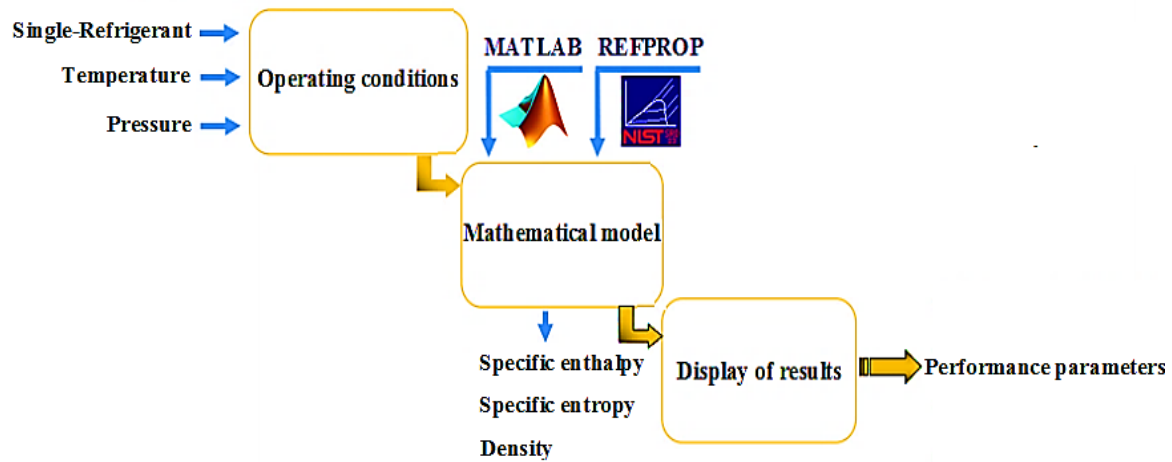 Single-Refrigerant
Temperature
Pressure
Operating conditions
MATLAB
REFPROP
NIST
Mathematical model
Specific enthalpy
Specific entropy
Density
Display of results
Performance parameters